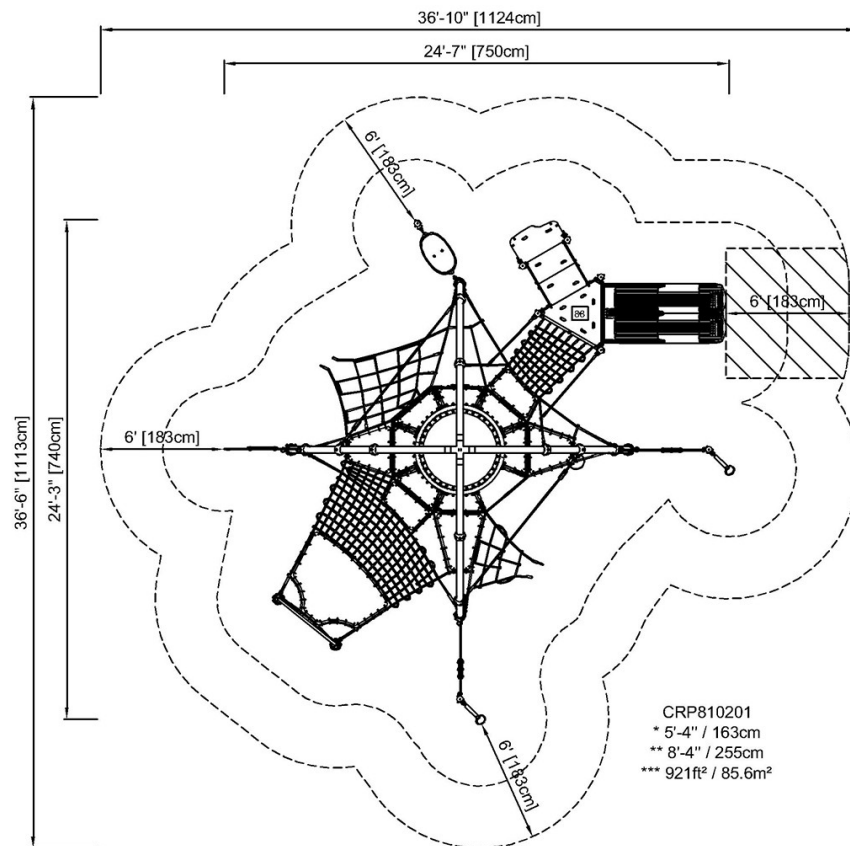 36'-10" [1124cm]
24'-7" [750cm]
6' [183cm]
36'-6" [1113cm]
24'-3" [740cm]
86
6' [183cm]
6' [183cm]
6' [183cm]
CRP810201
* 5'-4" / 163cm
** 8'-4" / 255cm
*** 921ft² / 85.6m²